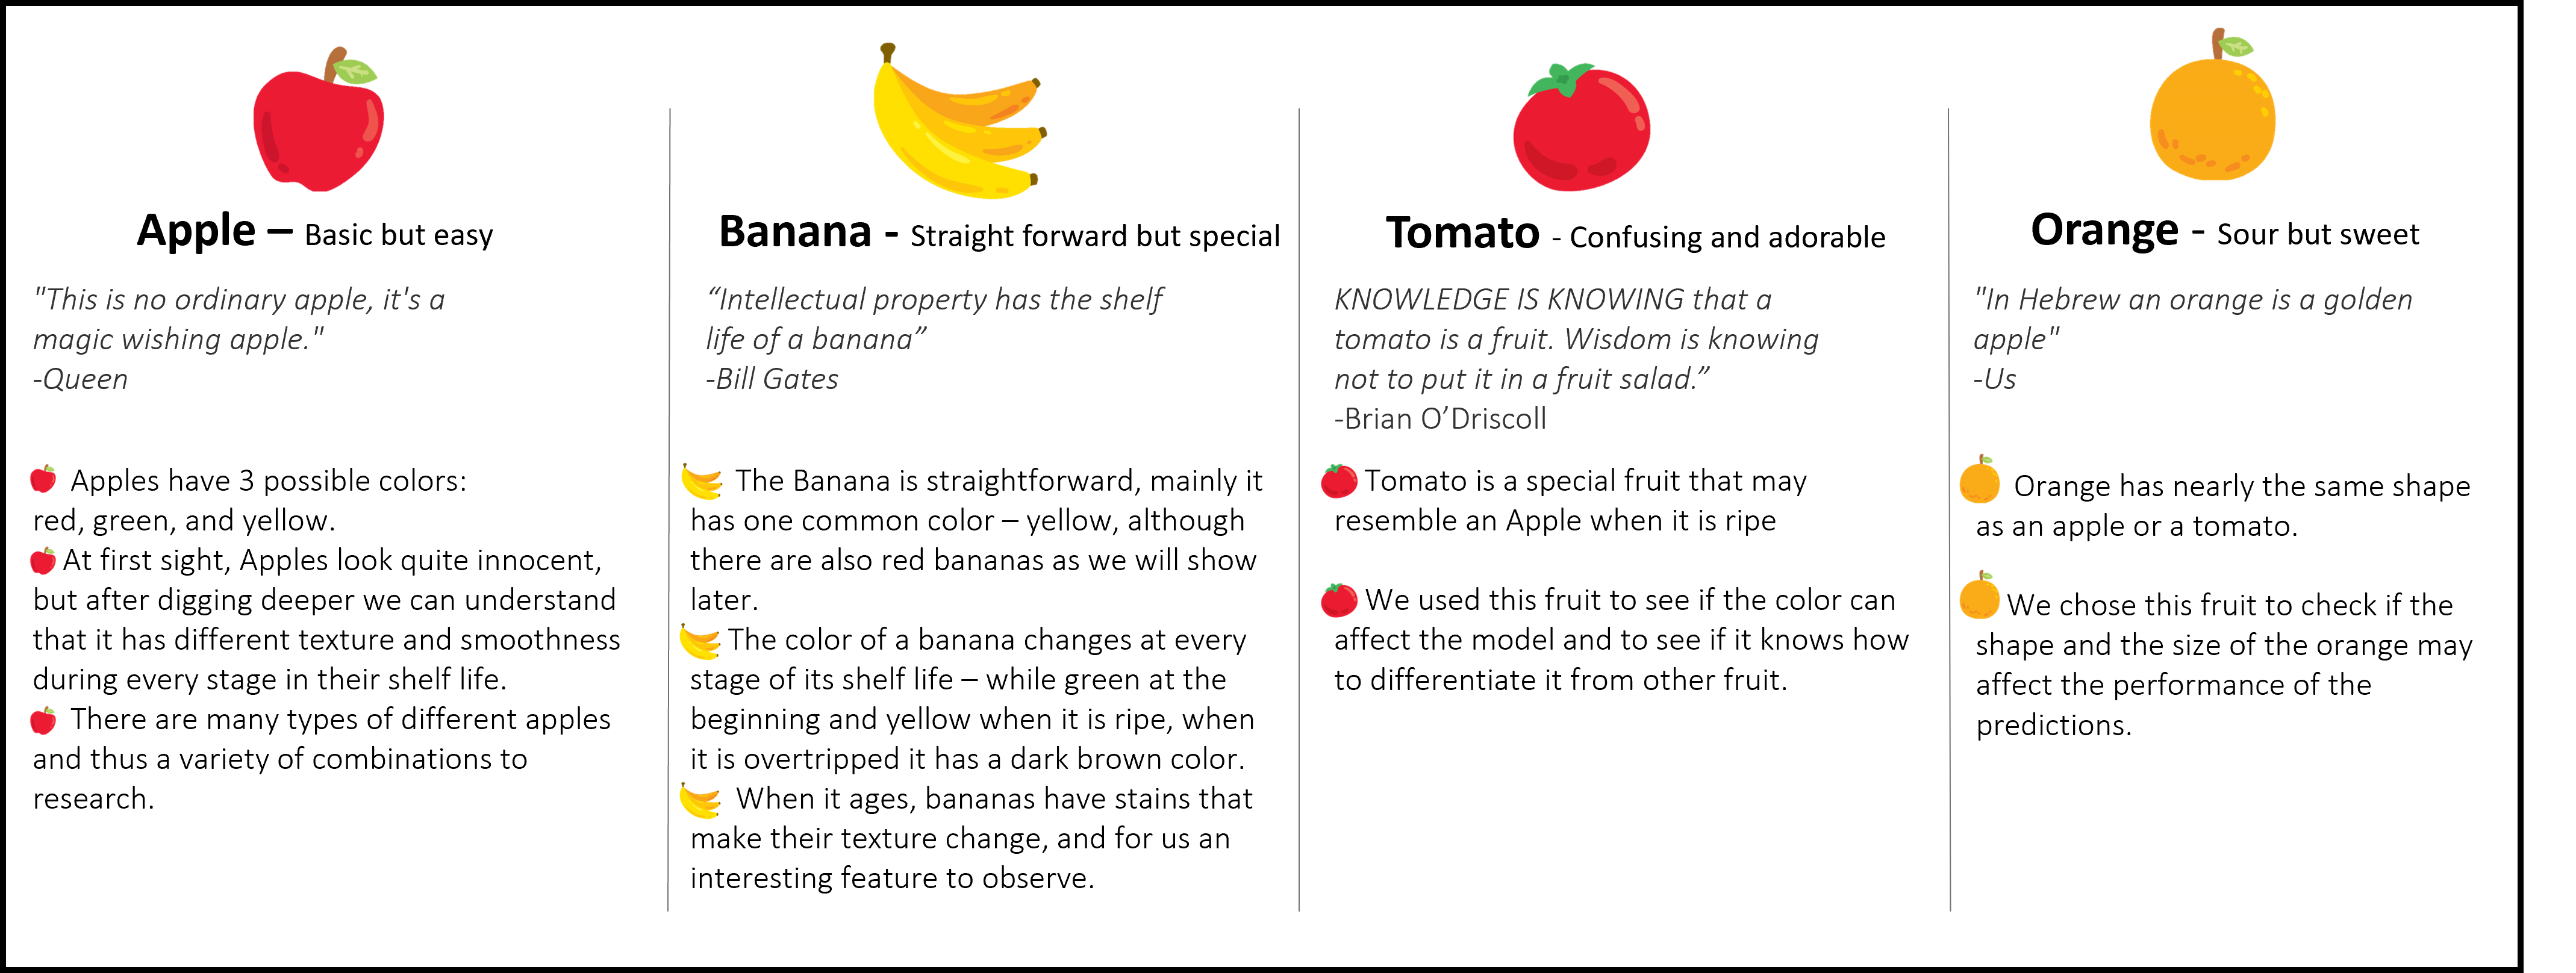 Apple – Basic but easy
"This is no ordinary apple, it's a
magic wishing apple."
-Queen
Apples have 3 possible colors:
red, green, and yellow.
At first sight, Apples look quite innocent,
but after digging deeper we can understand
that it has different texture and smoothness
during every stage in their shelf life.
There are many types of different apples
and thus a variety of combinations to
research.
Banana - Straight forward but special
“Intellectual property has the shelf
life of a banana”
-Bill Gates
The Banana is straightforward, mainly it
has one common color – yellow, although
there are also red bananas as we will show
later.
The color of a banana changes at every
stage of its shelf life – while green at the
beginning and yellow when it is ripe, when
it is overtripped it has a dark brown color.
When it ages, bananas have stains that
make their texture change, and for us an
interesting feature to observe.
Tomato - Confusing and adorable
KNOWLEDGE IS KNOWING that a
tomato is a fruit. Wisdom is knowing
not to put it in a fruit salad.”
-Brian O’Driscoll
Tomato is a special fruit that may
resemble an Apple when it is ripe
We used this fruit to see if the color can
affect the model and to see if it knows how
to differentiate it from other fruit.
Orange - Sour but sweet
"In Hebrew an orange is a golden
apple"
-Us
Orange has nearly the same shape
as an apple or a tomato.
We chose this fruit to check if the
shape and the size of the orange may
affect the performance of the
predictions.